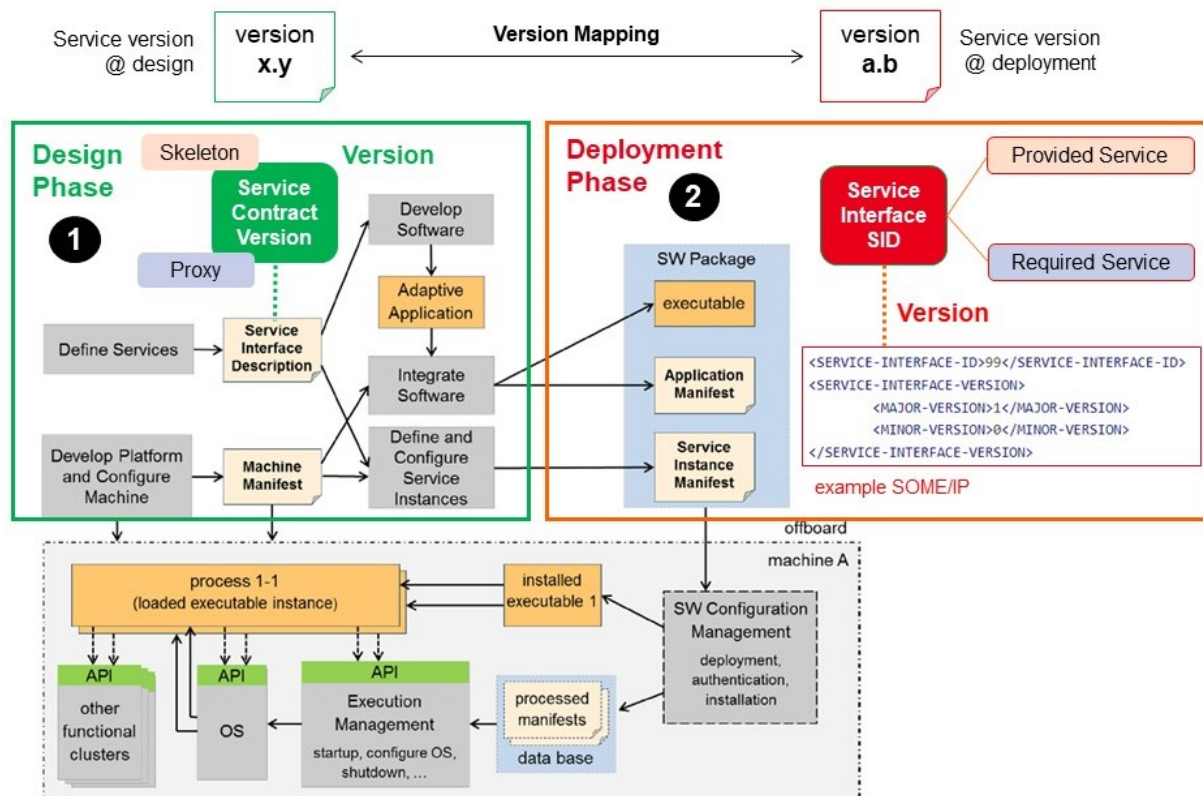 Service version
@ design
version
x.y
Version Mapping
version
a.b
Service version
@ deployment
Design
Phase
1
Skeleton
Service
Contract
Version
Proxy
Version
Develop
Software
Adaptive
Application
Define Services
Service
Interface
Description
Integrate
Software
Develop Platform
and Configure
Machine
Machine
Manifest
Define and
Configure
Service
Instances
Deployment
Phase
2
SW Package
executable
Application
Manifest
Service
Instance
Manifest
Service
Interface
SID
Provided Service
Required Service
Version
<SERVICE-INTERFACE-ID>99</SERVICE-INTERFACE-ID>
<SERVICE-INTERFACE-VERSION>
<MAJOR-VERSION>1</MAJOR-VERSION>
<MINOR-VERSION>0</MINOR-VERSION>
</SERVICE-INTERFACE-VERSION>
example SOME/IP
offboard
machine A
process 1-1
(loaded executable instance)
installed
executable 1
SW Configuration
Management
deployment,
authentication,
installation
API
other
functional
clusters
API
OS
API
Execution
Management
startup, configure OS,
shutdown, ...
processed
manifests
data base